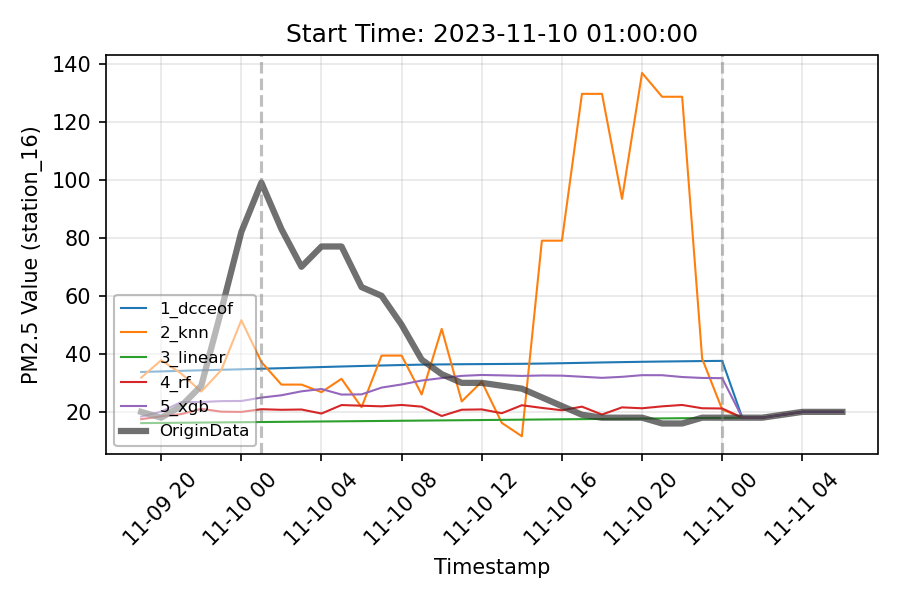 Start Time: 2023-11-10 01:00:00
PM2.5 Value (station_16)
140
120
100
80
60
40
20
1_dcceof
2_knn
3_linear
4_rf
5_xgb
OriginData
11-09 20
11-10 00
11-10 04
11-10 08
11-10 12
11-10 16
11-10 20
11-11 00
11-11 04
Timestamp